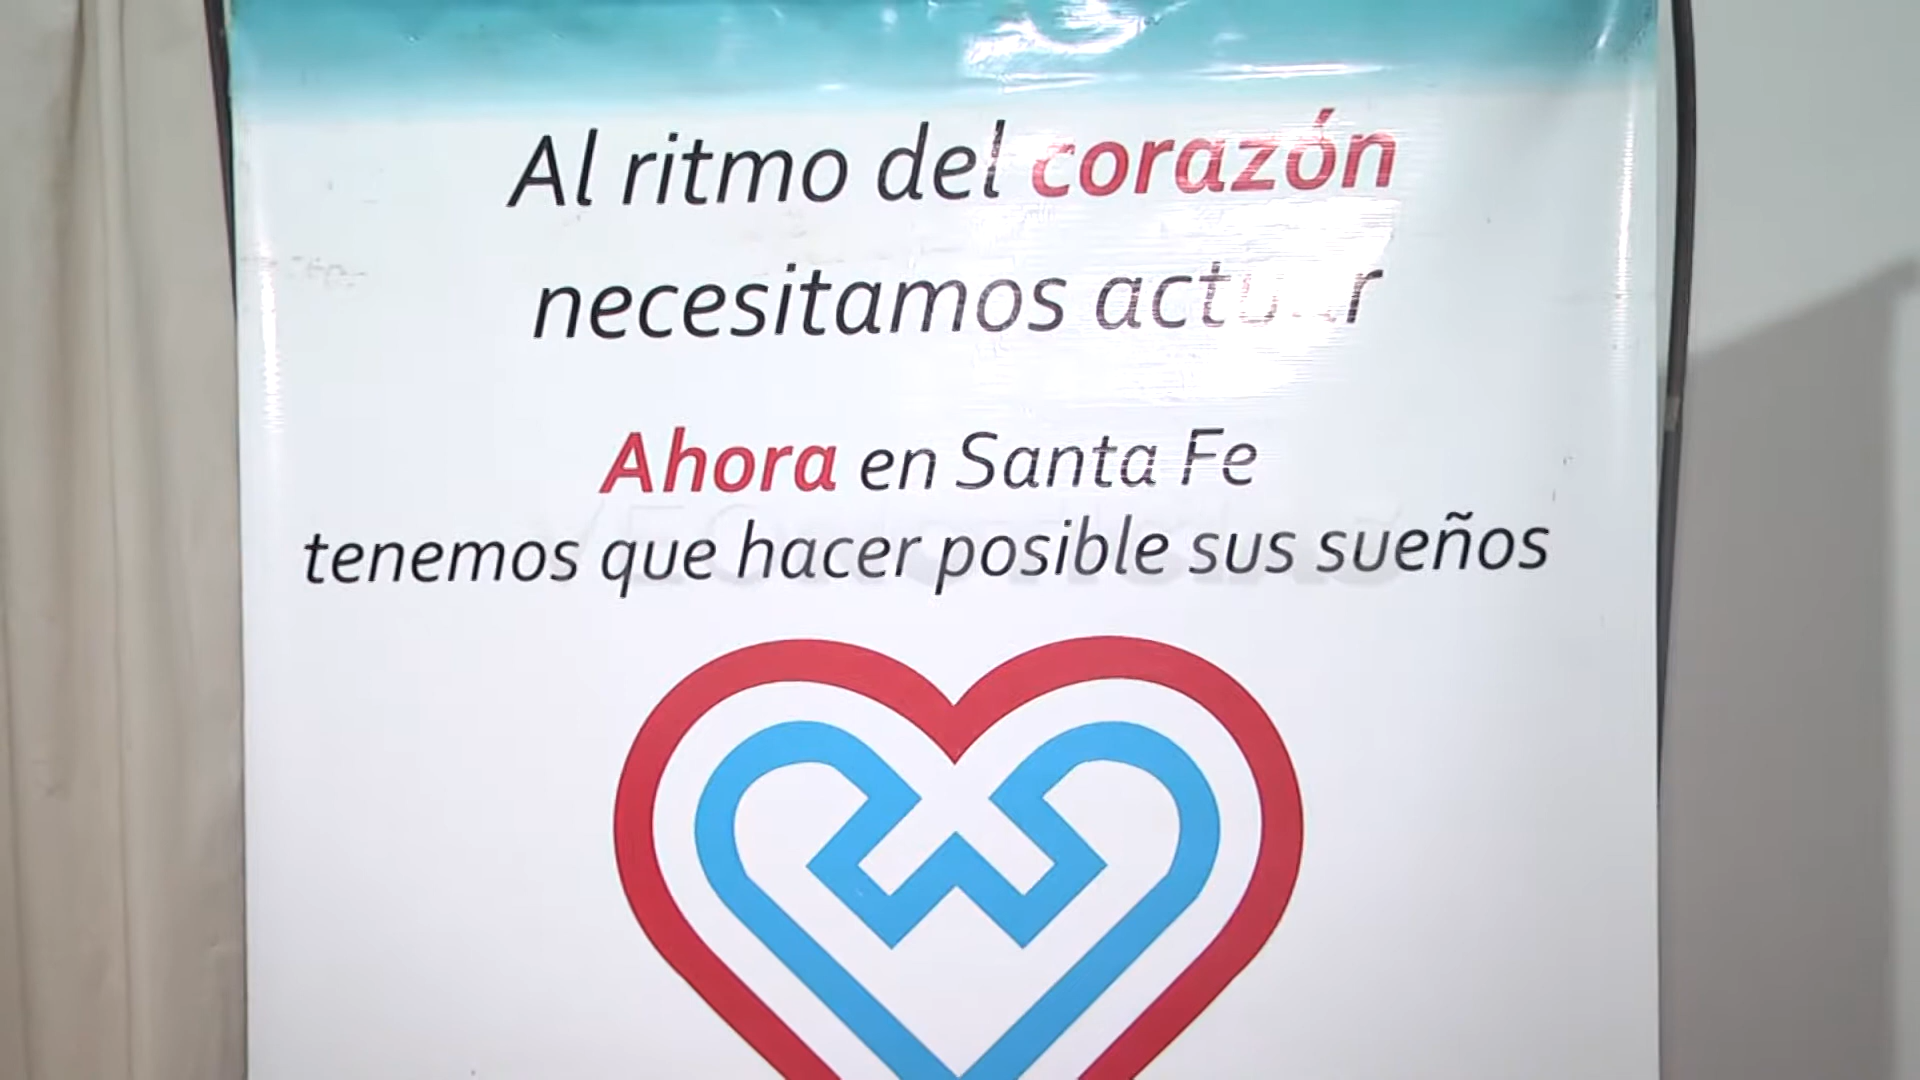 Al ritmo del corazón
necesitamos actuar
Ahora en Santa Fe
tenemos que hacer posible sus sueños